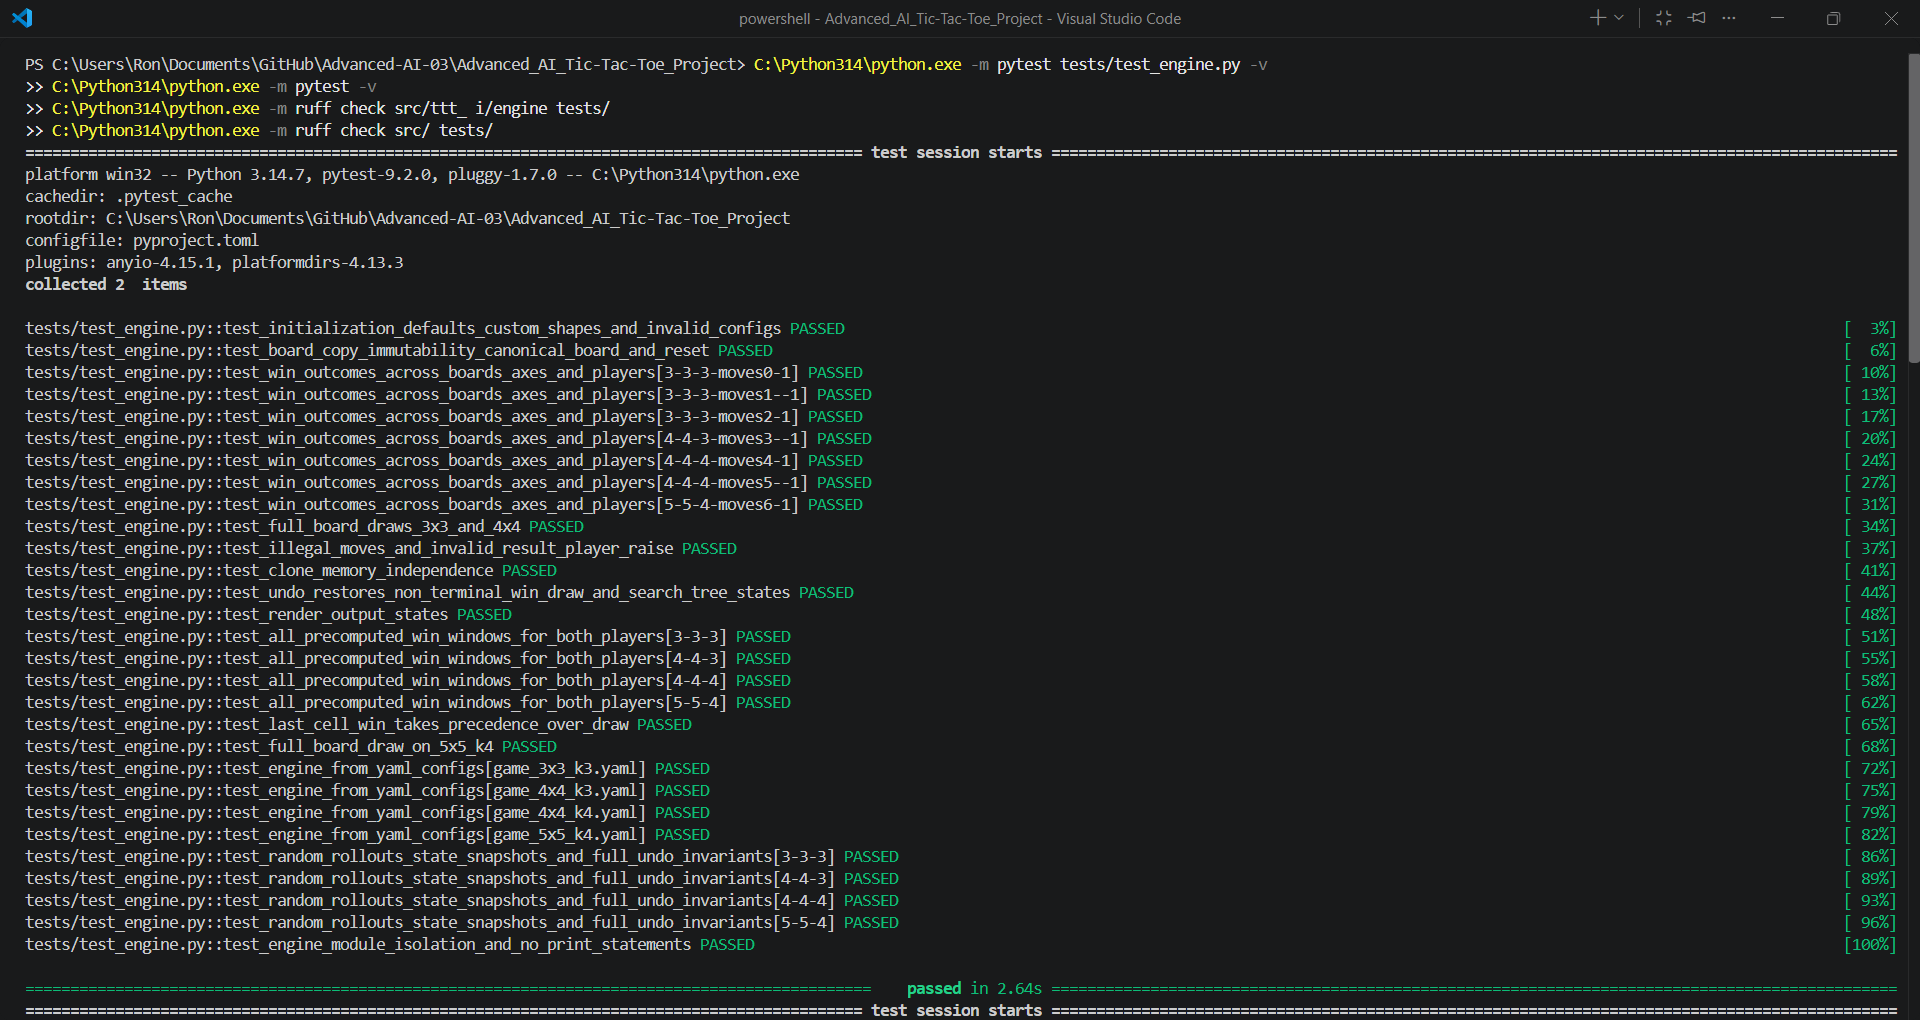 powershell - Advanced_AI_Tic-Tac-Toe_Project - Visual Studio Code
PS C:\Users\Ron\Documents\GitHub\Advanced-AI-03\Advanced_AI_Tic-Tac-Toe_Project> C:\Python314\python.exe -m pytest tests/test_engine.py -v
>> C:\Python314\python.exe -m pytest -v
>> C:\Python314\python.exe -m ruff check src/ttt_ i/engine tests/
>> C:\Python314\python.exe -m ruff check src/ tests/
============================================================================================= test session starts ==============================================================================================
platform win32 -- Python 3.14.7, pytest-9.2.0, pluggy-1.7.0 -- C:\Python314\python.exe
cachedir: .pytest_cache
rootdir: C:\Users\Ron\Documents\GitHub\Advanced-AI-03\Advanced_AI_Tic-Tac-Toe_Project
configfile: pyproject.toml
plugins: anyio-4.15.1, platformdirs-4.13.3
collected 2  items
tests/test_engine.py::test_initialization_defaults_custom_shapes_and_invalid_configs PASSED [  3%]
tests/test_engine.py::test_board_copy_immutability_canonical_board_and_reset PASSED [  6%]
tests/test_engine.py::test_win_outcomes_across_boards_axes_and_players[3-3-3-moves0-1] PASSED [ 10%]
tests/test_engine.py::test_win_outcomes_across_boards_axes_and_players[3-3-3-moves1--1] PASSED [ 13%]
tests/test_engine.py::test_win_outcomes_across_boards_axes_and_players[3-3-3-moves2-1] PASSED [ 17%]
tests/test_engine.py::test_win_outcomes_across_boards_axes_and_players[4-4-3-moves3--1] PASSED [ 20%]
tests/test_engine.py::test_win_outcomes_across_boards_axes_and_players[4-4-4-moves4-1] PASSED [ 24%]
tests/test_engine.py::test_win_outcomes_across_boards_axes_and_players[4-4-4-moves5--1] PASSED [ 27%]
tests/test_engine.py::test_win_outcomes_across_boards_axes_and_players[5-5-4-moves6-1] PASSED [ 31%]
tests/test_engine.py::test_full_board_draws_3x3_and_4x4 PASSED [ 34%]
tests/test_engine.py::test_illegal_moves_and_invalid_result_player_raise PASSED [ 37%]
tests/test_engine.py::test_clone_memory_independence PASSED [ 41%]
tests/test_engine.py::test_undo_restores_non_terminal_win_draw_and_search_tree_states PASSED [ 44%]
tests/test_engine.py::test_render_output_states PASSED [ 48%]
tests/test_engine.py::test_all_precomputed_win_windows_for_both_players[3-3-3] PASSED [ 51%]
tests/test_engine.py::test_all_precomputed_win_windows_for_both_players[4-4-3] PASSED [ 55%]
tests/test_engine.py::test_all_precomputed_win_windows_for_both_players[4-4-4] PASSED [ 58%]
tests/test_engine.py::test_all_precomputed_win_windows_for_both_players[5-5-4] PASSED [ 62%]
tests/test_engine.py::test_last_cell_win_takes_precedence_over_draw PASSED [ 65%]
tests/test_engine.py::test_full_board_draw_on_5x5_k4 PASSED [ 68%]
tests/test_engine.py::test_engine_from_yaml_configs[game_3x3_k3.yaml] PASSED [ 72%]
tests/test_engine.py::test_engine_from_yaml_configs[game_4x4_k3.yaml] PASSED [ 75%]
tests/test_engine.py::test_engine_from_yaml_configs[game_4x4_k4.yaml] PASSED [ 79%]
tests/test_engine.py::test_engine_from_yaml_configs[game_5x5_k4.yaml] PASSED [ 82%]
tests/test_engine.py::test_random_rollouts_state_snapshots_and_full_undo_invariants[3-3-3] PASSED [ 86%]
tests/test_engine.py::test_random_rollouts_state_snapshots_and_full_undo_invariants[4-4-3] PASSED [ 89%]
tests/test_engine.py::test_random_rollouts_state_snapshots_and_full_undo_invariants[4-4-4] PASSED [ 93%]
tests/test_engine.py::test_random_rollouts_state_snapshots_and_full_undo_invariants[5-5-4] PASSED [ 96%]
tests/test_engine.py::test_engine_module_isolation_and_no_print_statements PASSED [100%]
============================================================================================== passed in 2.64s ==============================================================================================
============================================================================================= test session starts ==============================================================================================